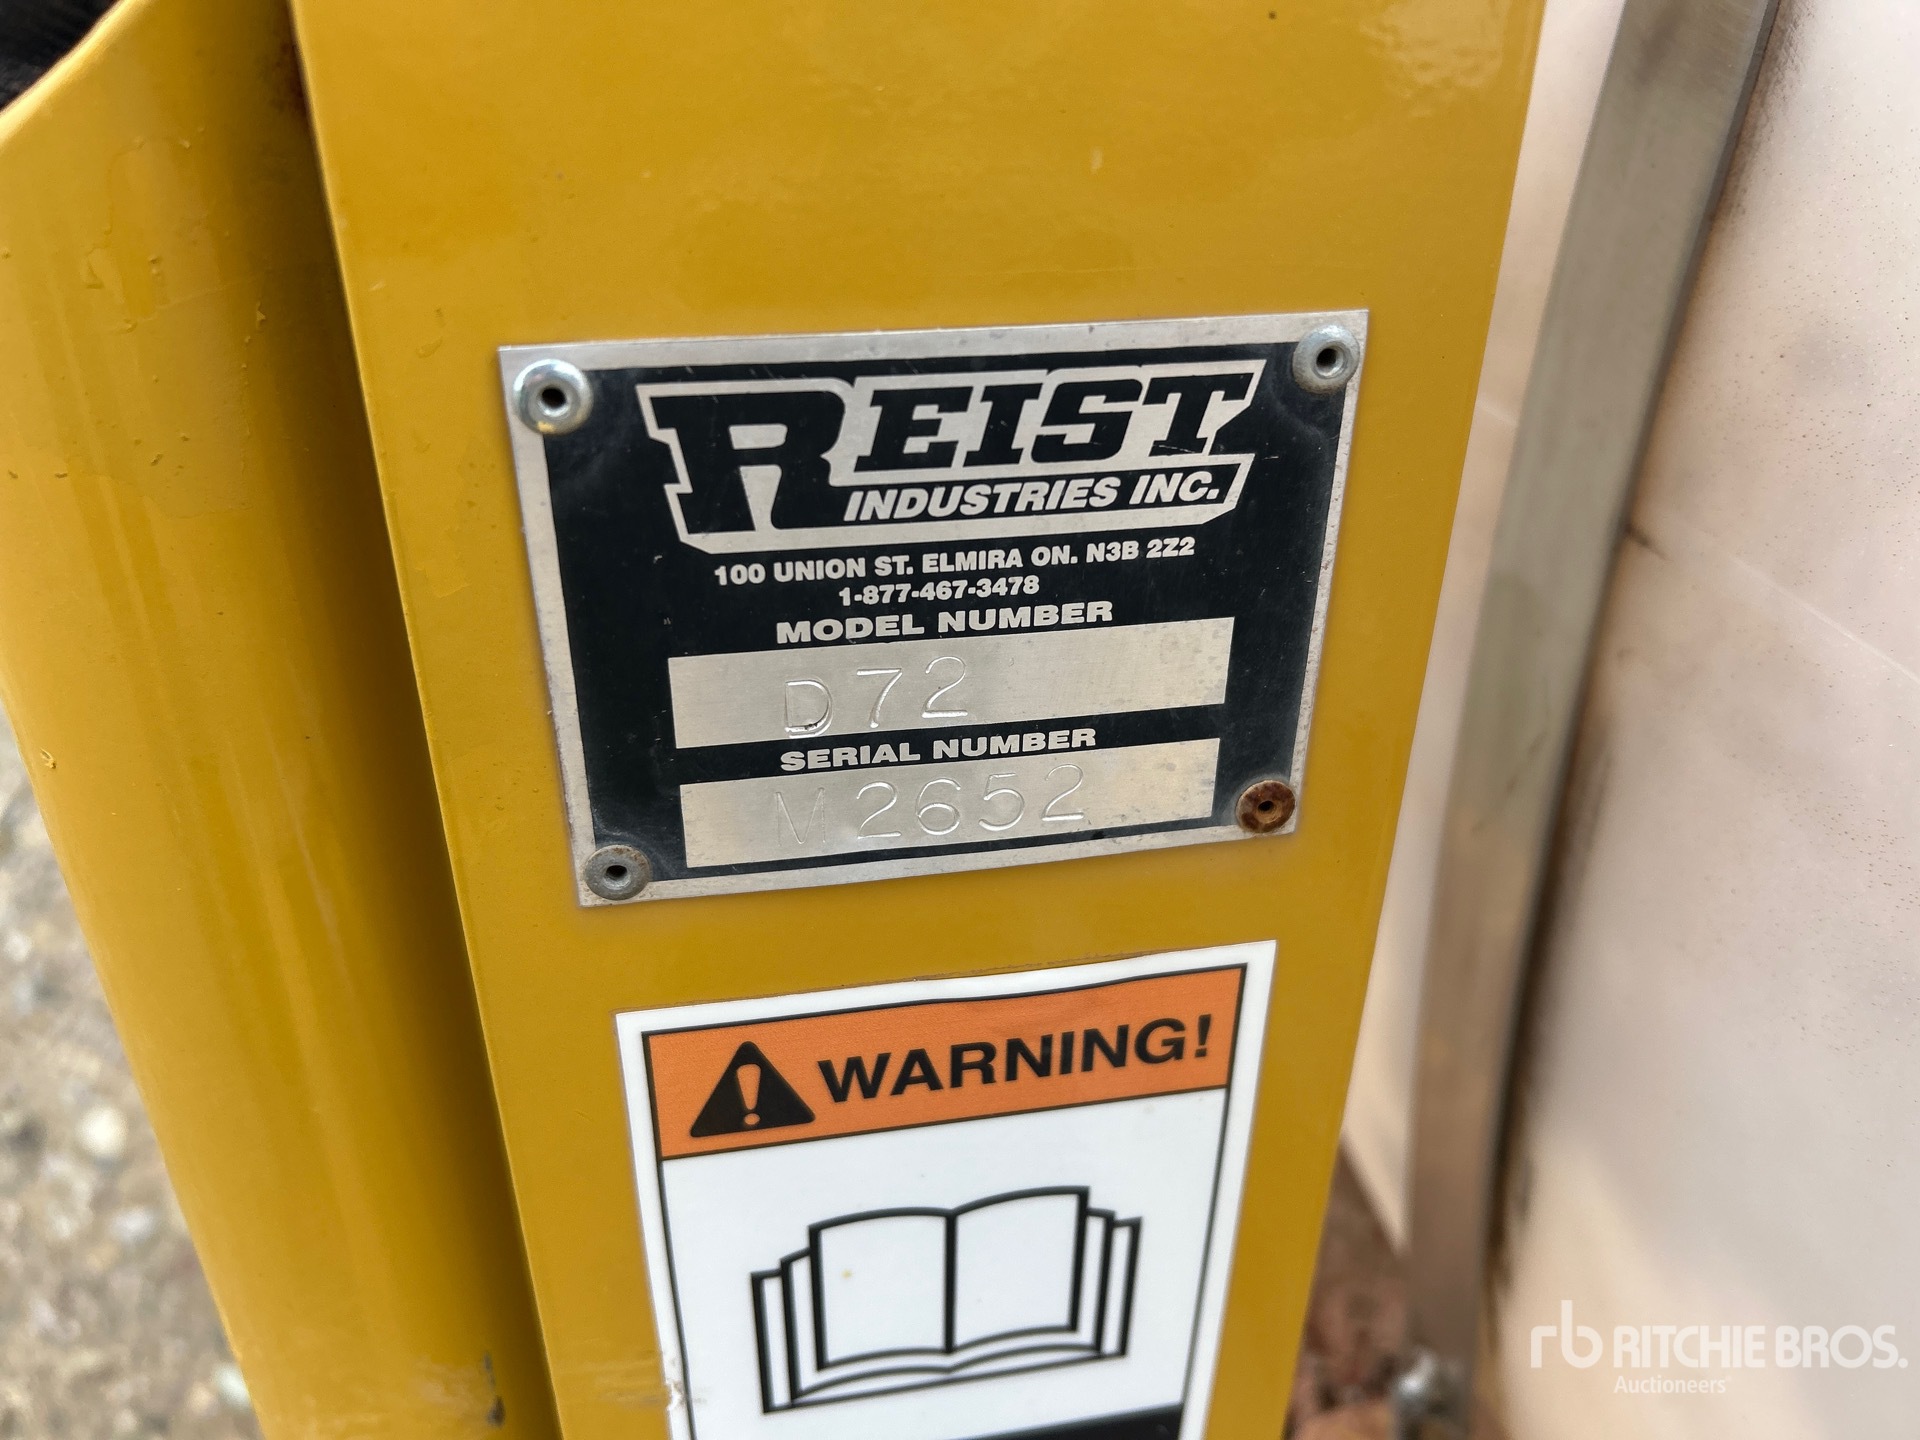 REIST
INDUSTRIES INC.
100 UNION ST. ELMIRA ON. N3B 2Z2
1-877-467-3478
MODEL NUMBER
D72
SERIAL NUMBER
M2652
WARNING!
rb RITCHIE BROS.
Auctioneers